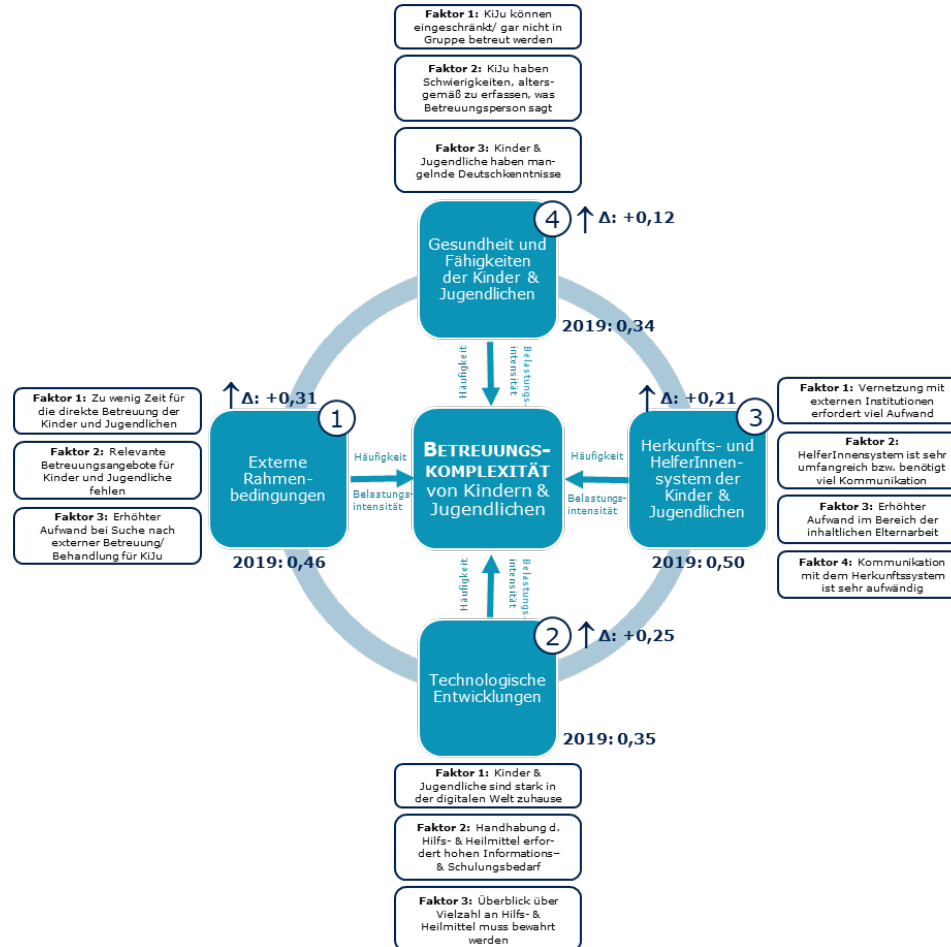 Faktor 1: KiJu können
eingeschränkt/ gar nicht in
Gruppe betreut werden
Faktor 2: KiJu haben
Schwierigkeiten, alters-
gemäß zu erfassen, was
Betreuungsperson sagt
Faktor 3: Kinder &
Jugendliche haben man-
gelnde Deutschkenntnisse
4
↑ Δ: +0,12
Gesundheit und
Fähigkeiten
der Kinder &
Jugendlichen
2019: 0,34
Häufigkeit
Belastungs-
intensität
Faktor 1: Zu wenig Zeit für
die direkte Betreuung der
Kinder und Jugendlichen
Faktor 2: Relevante
Betreuungsangebote für
Kinder und Jugendliche
fehlen
Faktor 3: Erhöhter
Aufwand bei Suche nach
externer Betreuung/
Behandlung für KiJu
↑ Δ: +0,31
1
Externe
Rahmen-
bedingungen
2019: 0,46
Häufigkeit
Belastungs-
intensität
BETREUUNGS-
KOMPLEXITÄT
von Kindern &
Jugendlichen
Häufigkeit
Belastungs-
intensität
↑ Δ: +0,21
3
Herkunfts- und
HelferInnen-
system der
Kinder &
Jugendlichen
2019: 0,50
Faktor 1: Vernetzung mit
externen Institutionen
erfordert viel Aufwand
Faktor 2:
HelferInnensystem ist sehr
umfangreich bzw. benötigt
viel Kommunikation
Faktor 3: Erhöhter
Aufwand im Bereich der
inhaltlichen Elternarbeit
Faktor 4: Kommunikation
mit dem Herkunftssystem
ist sehr aufwändig
Häufigkeit
Belastungs-
intensität
2
↑ Δ: +0,25
Technologische
Entwicklungen
2019: 0,35
Faktor 1: Kinder &
Jugendliche sind stark in
der digitalen Welt zuhause
Faktor 2: Handhabung d.
Hilfs- & Heilmittel erfor-
dert hohen Informations–
& Schulungsbedarf
Faktor 3: Überblick über
Vielzahl an Hilfs- &
Heilmittel muss bewahrt
werden